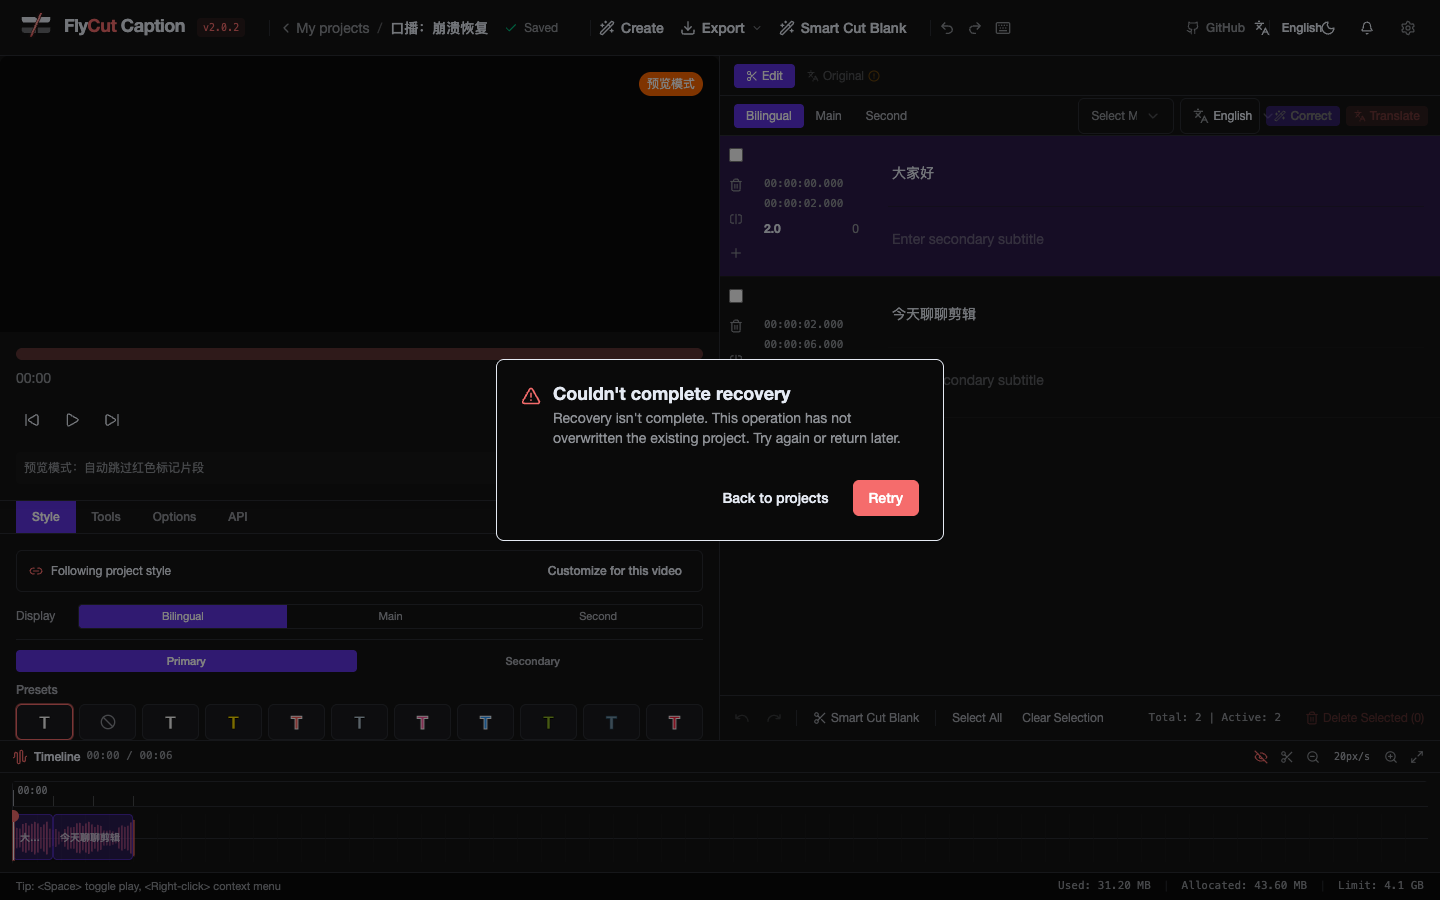 FlyCut Caption v2.0.2 My projects / 口播：崩溃恢复 Saved Create Export Smart Cut Blank GitHub English
预览模式
Edit Original
Bilingual Main Second Select M English Correct Translate
大家好
00:00:00.000
00:00:02.000
2.0 0
Enter secondary subtitle
今天聊聊剪辑
00:00:02.000
00:00:06.000
condary subtitle
00:00
预览模式：自动跳过红色标记片段
Couldn't complete recovery
Recovery isn't complete. This operation has not
overwritten the existing project. Try again or return later.
Back to projects Retry
Style Tools Options API
Following project style Customize for this video
Display Bilingual Main Second
Primary Secondary
Presets
T T T T T T T T T T
Smart Cut Blank Select All Clear Selection Total: 2 | Active: 2 Delete Selected (0)
Timeline 00:00 / 00:06 20px/s
00:00
大... 今天聊聊剪辑
Tip: <Space> toggle play, <Right-click> context menu Used: 31.20 MB Allocated: 43.60 MB Limit: 4.1 GB